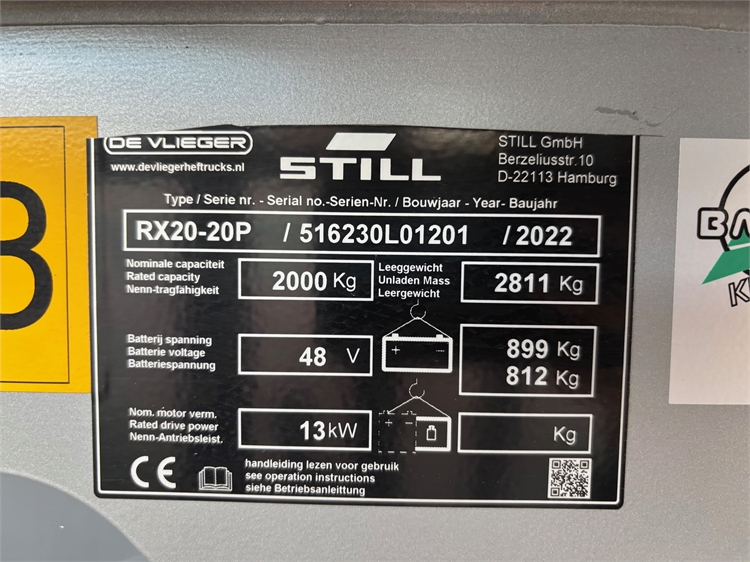 DE VLIEGER
www.devliegerheftrucks.nl
STILL
STILL GmbH
Berzeliusstr.10
D-22113 Hamburg
Type / Serie nr. - Serial no.-Serien-Nr. / Bouwjaar - Year- Baujahr
RX20-20P / 516230L01201 / 2022
Nominale capaciteit
Rated capacity
Nenn-tragfähigkeit
2000 Kg
Leeggewicht
Unladen Mass
Leergewicht
2811 Kg
Batterij spanning
Batterie voltage
Batteriespannung
48 V
+ -
899 Kg
812 Kg
Nom. motor verm.
Rated drive power
Nenn-Antriebsleist.
13kW
+ -
Kg
CE
handleiding lezen voor gebruik
see operation instructions
siehe Betriebsanleittung
B